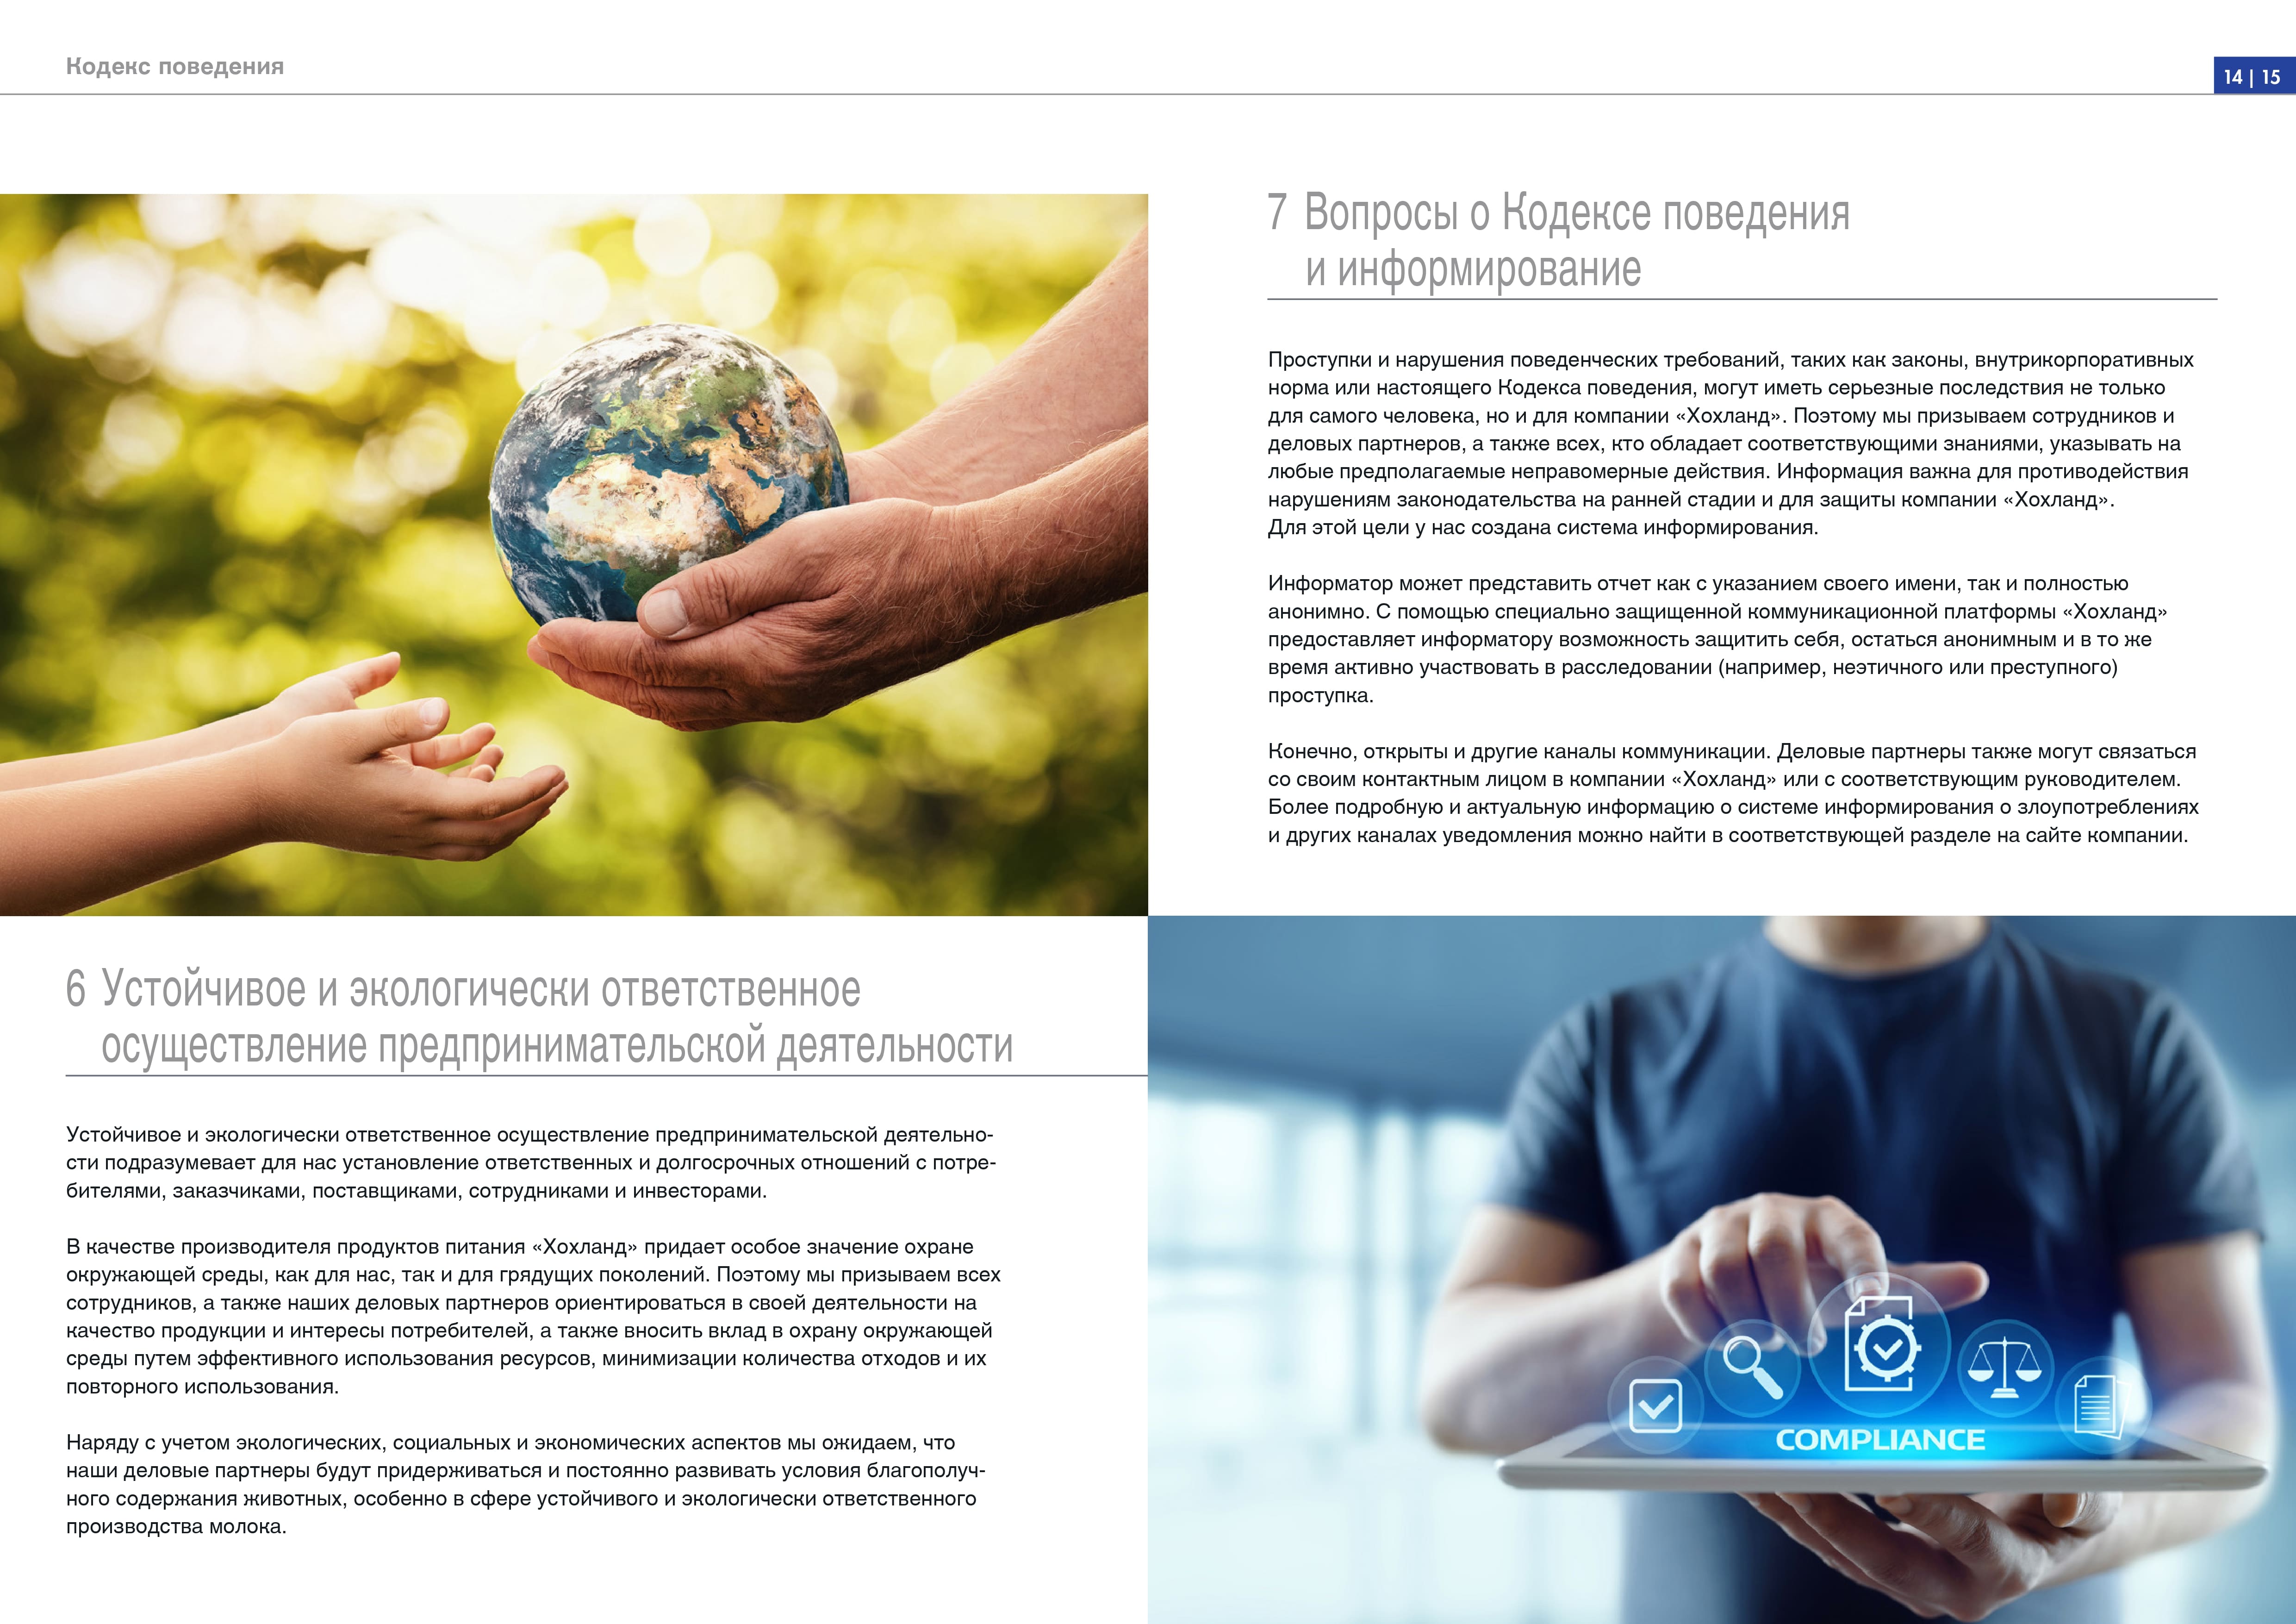 Кодекс поведения
14 | 15
6 Устойчивое и экологически ответственное
осуществление предпринимательской деятельности
Устойчивое и экологически ответственное осуществление предпринимательской деятельно-
сти подразумевает для нас установление ответственных и долгосрочных отношений с потре-
бителями, заказчиками, поставщиками, сотрудниками и инвесторами.
В качестве производителя продуктов питания «Хохланд» придает особое значение охране
окружающей среды, как для нас, так и для грядущих поколений. Поэтому мы призываем всех
сотрудников, а также наших деловых партнеров ориентироваться в своей деятельности на
качество продукции и интересы потребителей, а также вносить вклад в охрану окружающей
среды путем эффективного использования ресурсов, минимизации количества отходов и их
повторного использования.
Наряду с учетом экологических, социальных и экономических аспектов мы ожидаем, что
наши деловые партнеры будут придерживаться и постоянно развивать условия благополуч-
ного содержания животных, особенно в сфере устойчивого и экологически ответственного
производства молока.
7 Вопросы о Кодексе поведения
и информирование
Проступки и нарушения поведенческих требований, таких как законы, внутрикорпоративных
норма или настоящего Кодекса поведения, могут иметь серьезные последствия не только
для самого человека, но и для компании «Хохланд». Поэтому мы призываем сотрудников и
деловых партнеров, а также всех, кто обладает соответствующими знаниями, указывать на
любые предполагаемые неправомерные действия. Информация важна для противодействия
нарушениям законодательства на ранней стадии и для защиты компании «Хохланд».
Для этой цели у нас создана система информирования.
Информатор может представить отчет как с указанием своего имени, так и полностью
анонимно. С помощью специально защищенной коммуникационной платформы «Хохланд»
предоставляет информатору возможность защитить себя, остаться анонимным и в то же
время активно участвовать в расследовании (например, неэтичного или преступного)
проступка.
Конечно, открыты и другие каналы коммуникации. Деловые партнеры также могут связаться
со своим контактным лицом в компании «Хохланд» или с соответствующим руководителем.
Более подробную и актуальную информацию о системе информирования о злоупотреблениях
и других каналах уведомления можно найти в соответствующей разделе на сайте компании.
COMPLIANCE